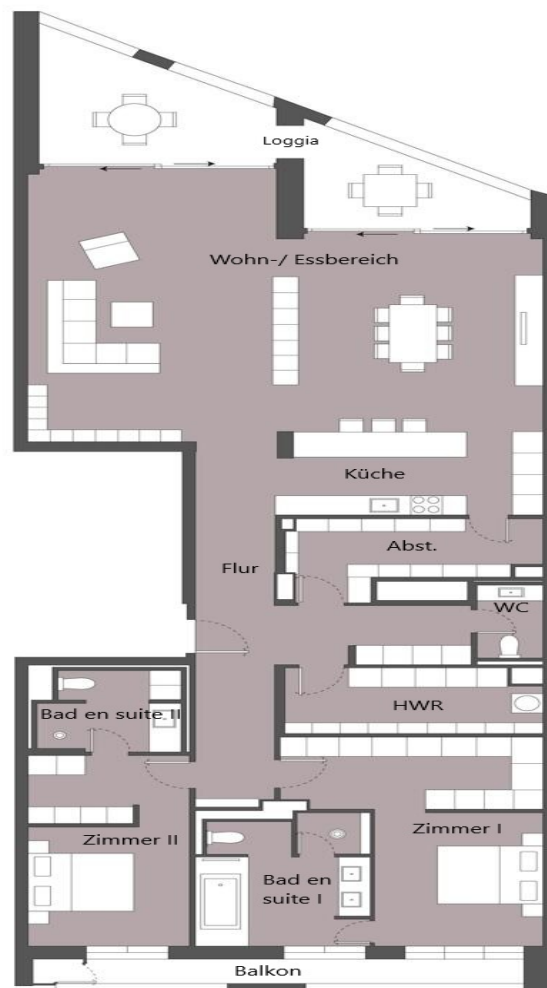 Loggia
Wohn-/ Essbereich
Küche
Abst.
Flur
WC
HWR
Bad en suite II
Zimmer I
Zimmer II
Bad en
suite I
Balkon